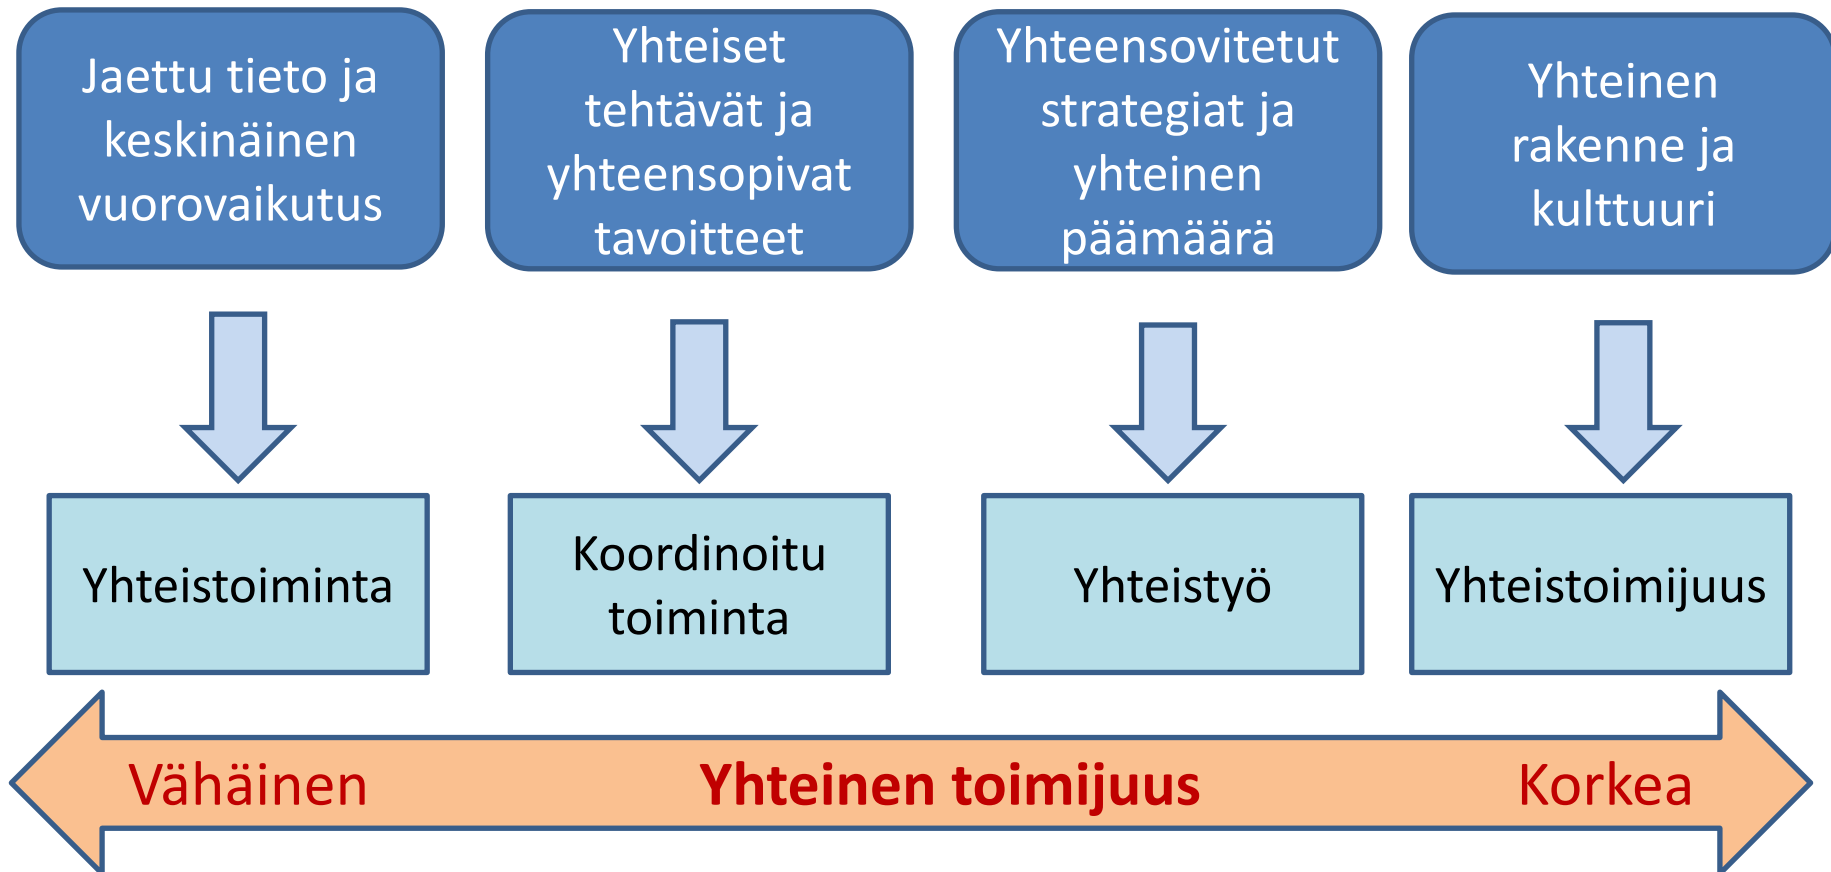 Jaettu tieto ja
keskinäinen
vuorovaikutus
Yhteiset
tehtävät ja
yhteensopivat
tavoitteet
Yhteensovitetut
strategiat ja
yhteinen
päämäärä
Yhteinen
rakenne ja
kulttuuri
Yhteistoiminta
Koordinoitu
toiminta
Yhteistyö
Yhteistoimijuus
Vähäinen
Yhteinen toimijuus
Korkea